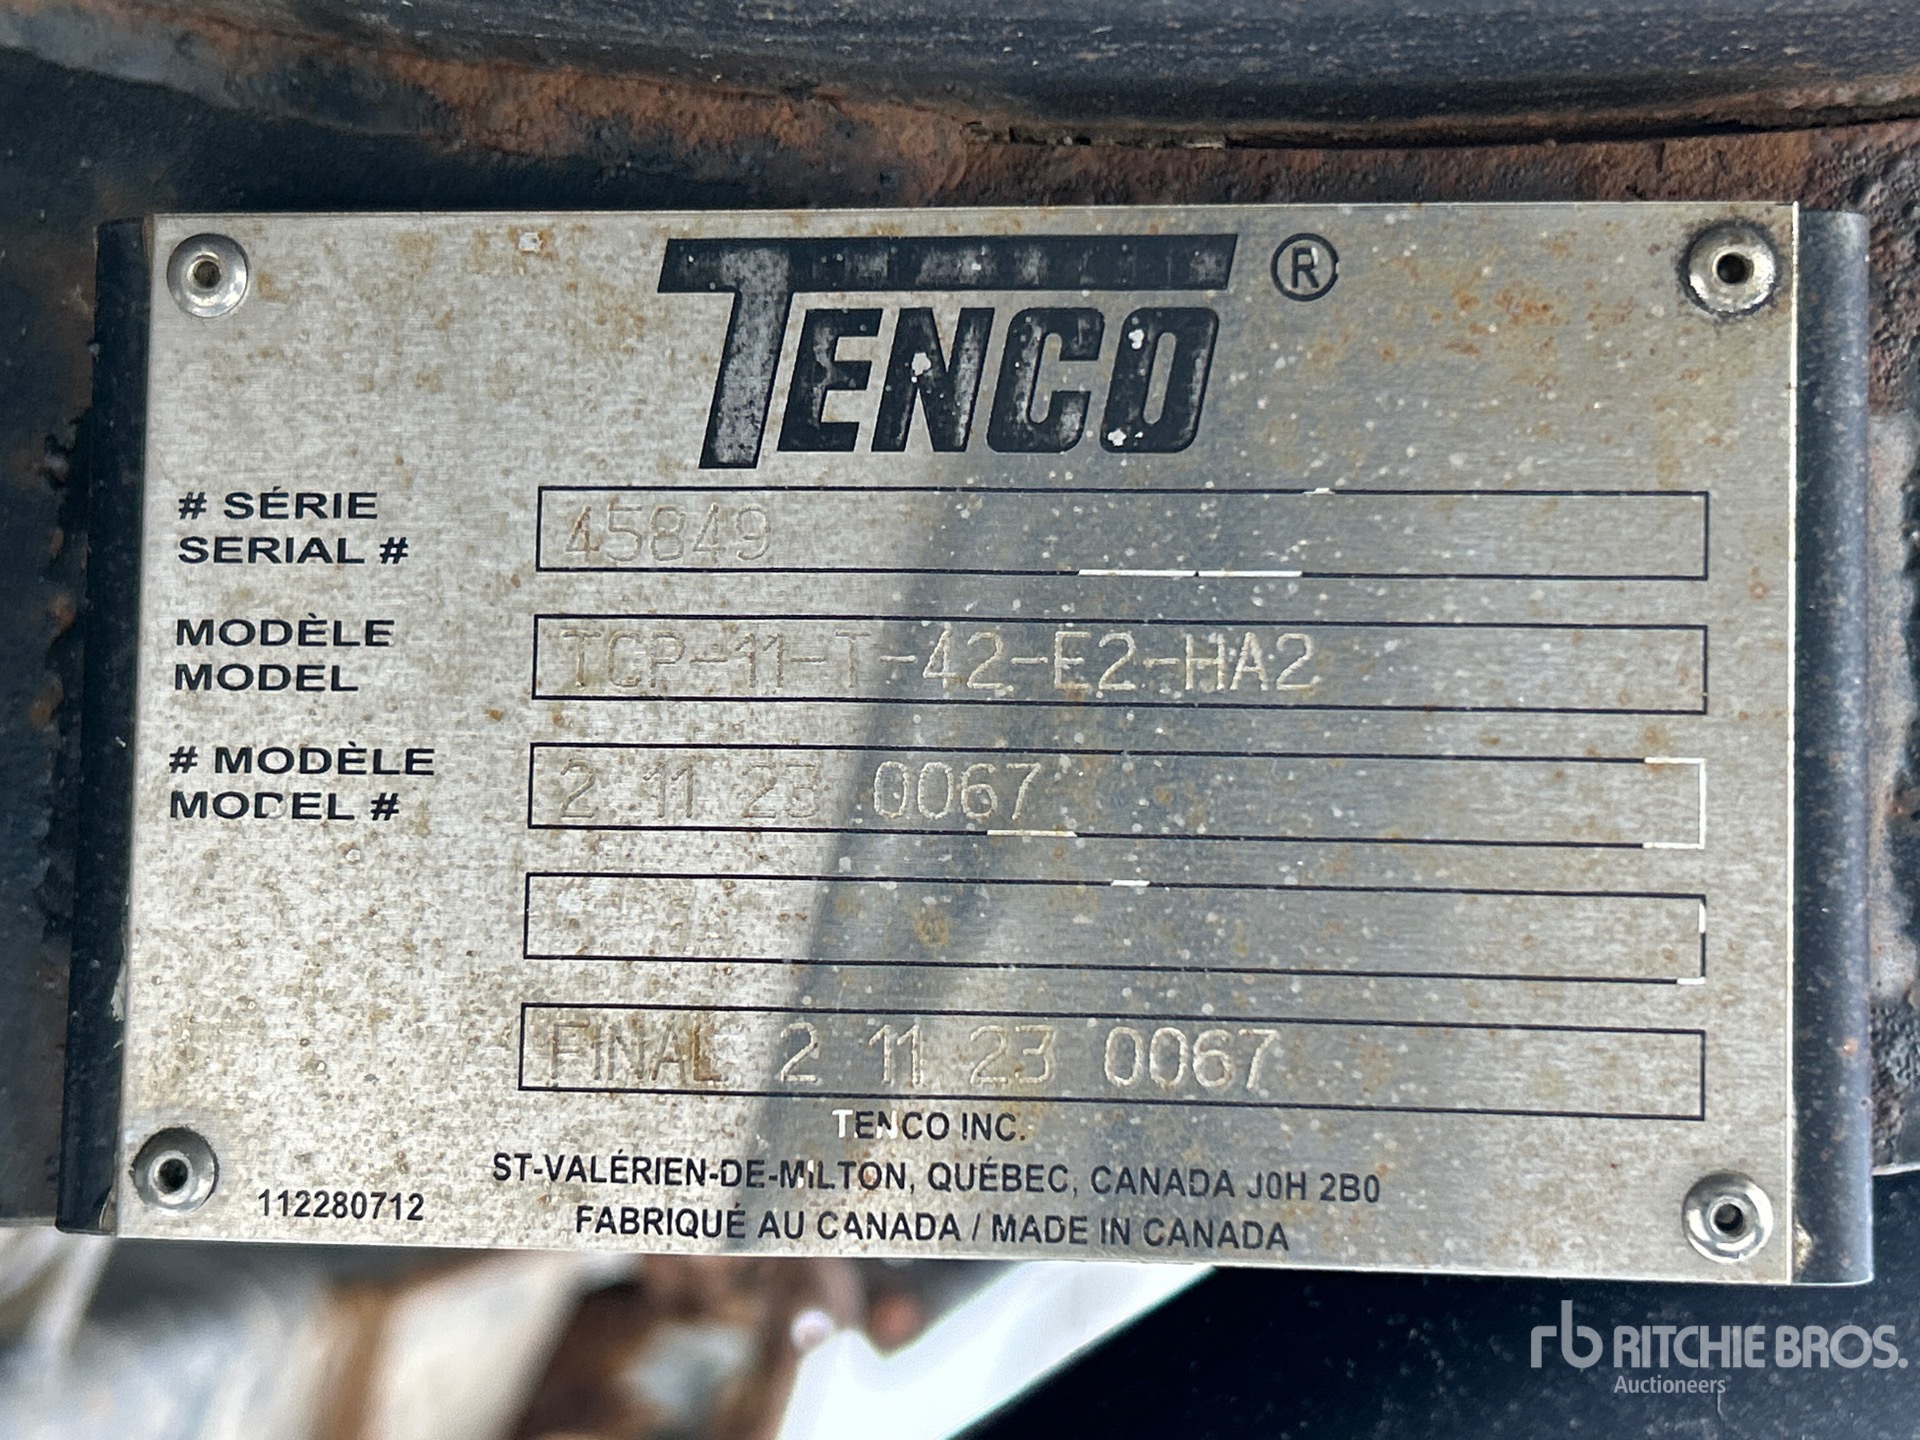 TENCO ®
# SÉRIE
SERIAL #
45849
MODÈLE
MODEL
TCP-11-T-42-E2-HA2
# MODÈLE
MODEL #
2 11 23 0067
FINAL 2 11 23 0067
TENCO INC.
ST-VALÉRIEN-DE-MILTON, QUÉBEC, CANADA J0H 2B0
112280712
FABRIQUÉ AU CANADA / MADE IN CANADA
rb RITCHIE BROS.
Auctioneers